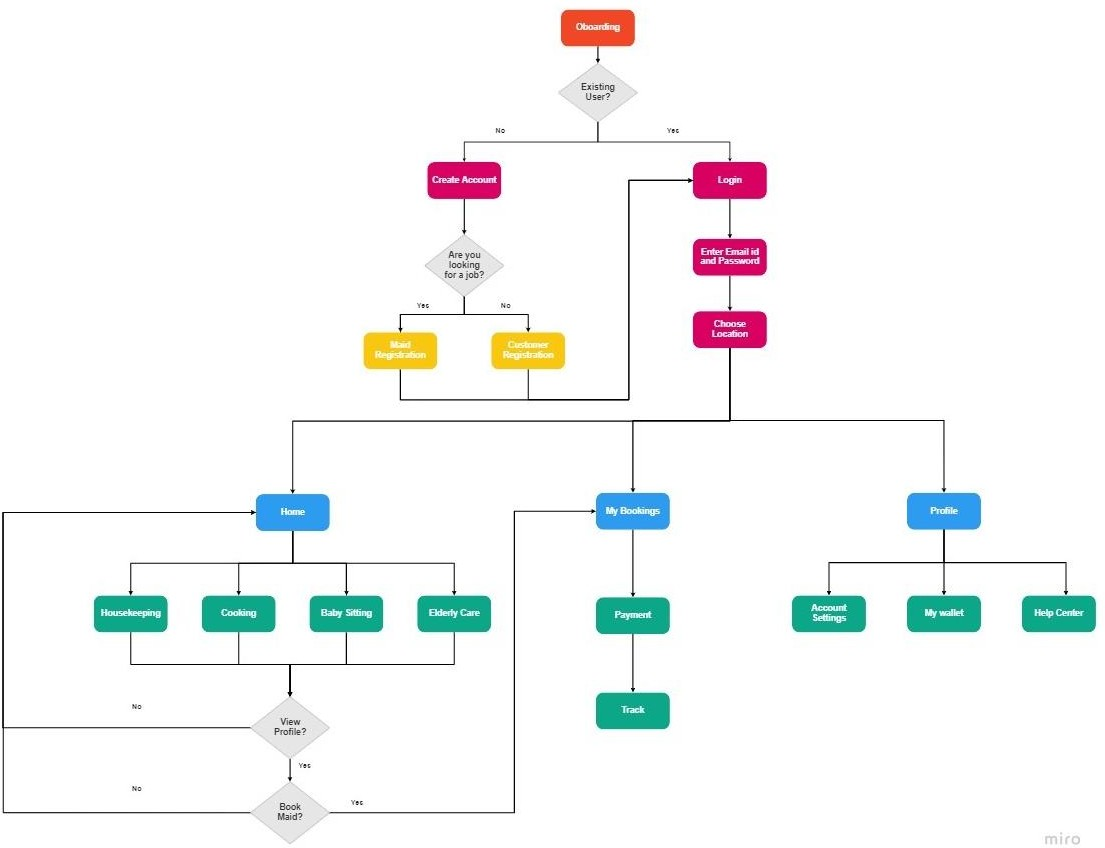 Oboarding
Existing
User?
No
Yes
Create Account
Login
Are you
looking
for a job?
Enter Email id
and Password
Yes
No
Choose
Location
Maid
Registration
Customer
Registration
Home
My Bookings
Profile
Housekeeping
Cooking
Baby Sitting
Elderly Care
Payment
Account
Settings
My wallet
Help Center
No
View
Profile?
Track
Yes
No
Book
Maid?
Yes
miro